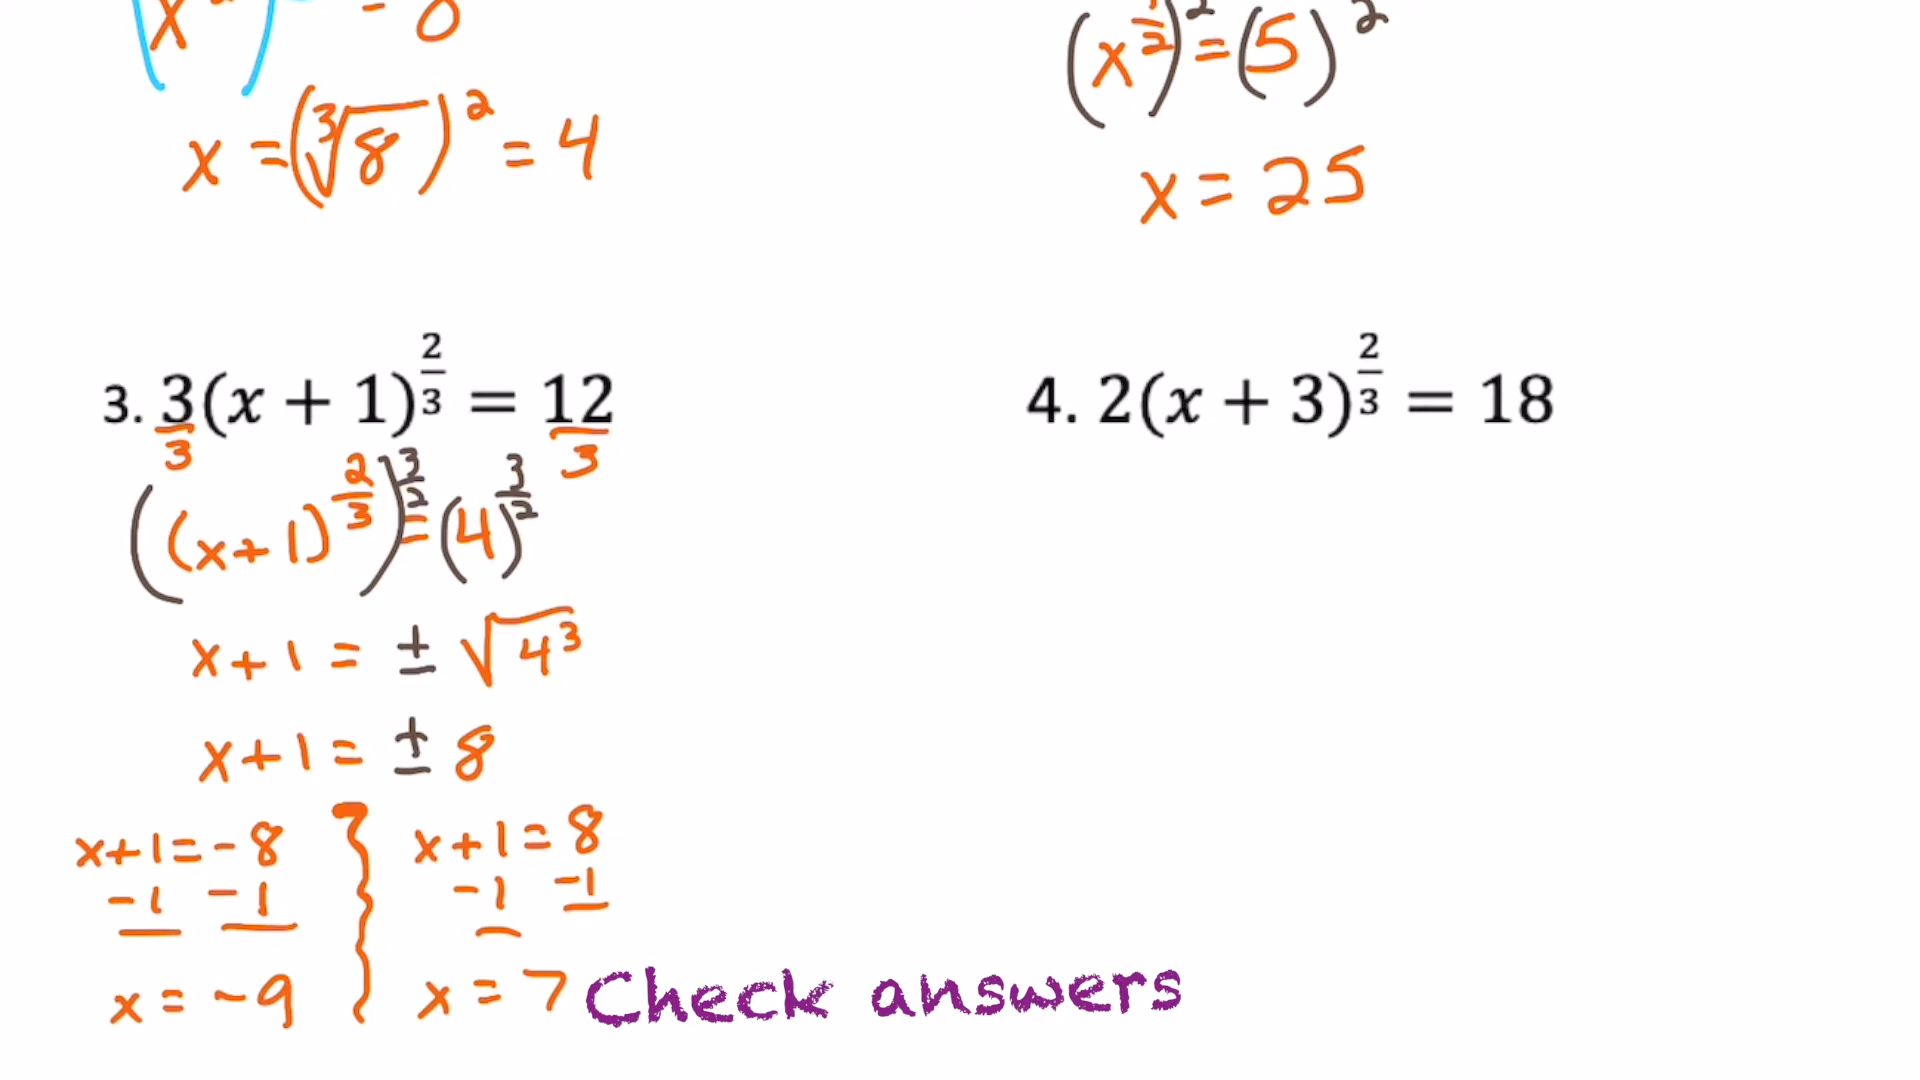 x = (∛8)² = 4
(x^(1/2))² = (5)²
x = 25
3. 3(x + 1)^(2/3) = 12
3 3
((x+1)^(2/3))^(3/2) = (4)^(3/2)
x+1 = ± √4³
x+1 = ± 8
x+1 = -8
-1 -1
x = -9
x+1 = 8
-1 -1
x = 7
Check answers
4. 2(x + 3)^(2/3) = 18